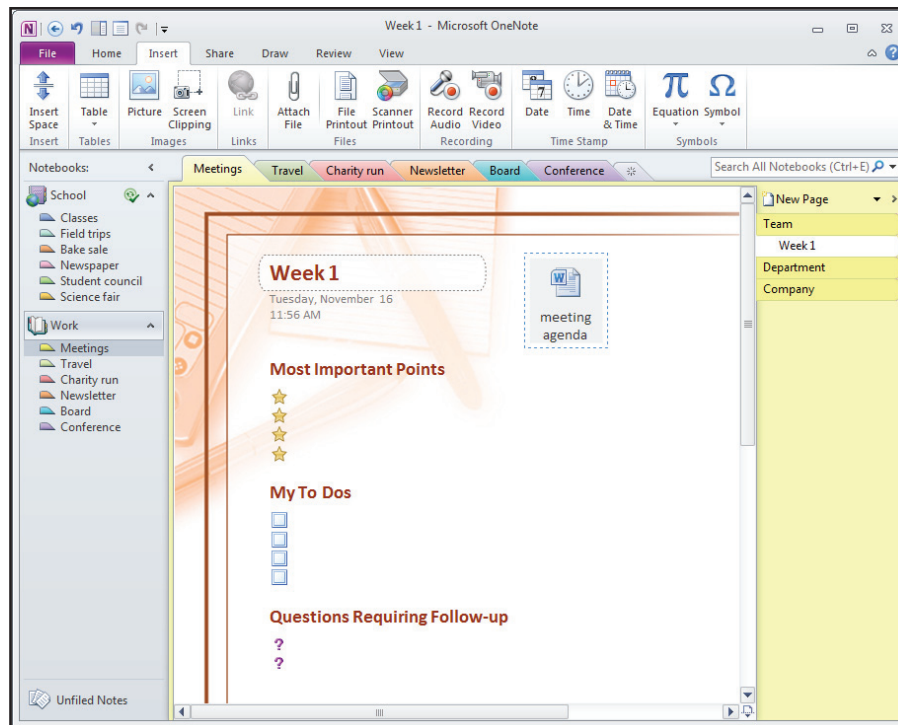 Week1 - Microsoft OneNote
File Home Insert Share Draw Review View
Insert Space
Table
Picture
Screen Clipping
Link
Attach File
File Printout
Scanner Printout
Record Audio
Record Video
Date
Time
Date & Time
Equation
Symbol
Insert Tables Images Links Files Recording Time Stamp Symbols
Notebooks:
School
Classes
Field trips
Bake sale
Newspaper
Student council
Science fair
Work
Meetings
Travel
Charity run
Newsletter
Board
Conference
Unfiled Notes
Meetings Travel Charity run Newsletter Board Conference
Search All Notebooks (Ctrl+E)
Week 1
Tuesday, November 16
11:56 AM
meeting
agenda
Most Important Points
My To Dos
Questions Requiring Follow-up
?
?
New Page
Team
Week 1
Department
Company